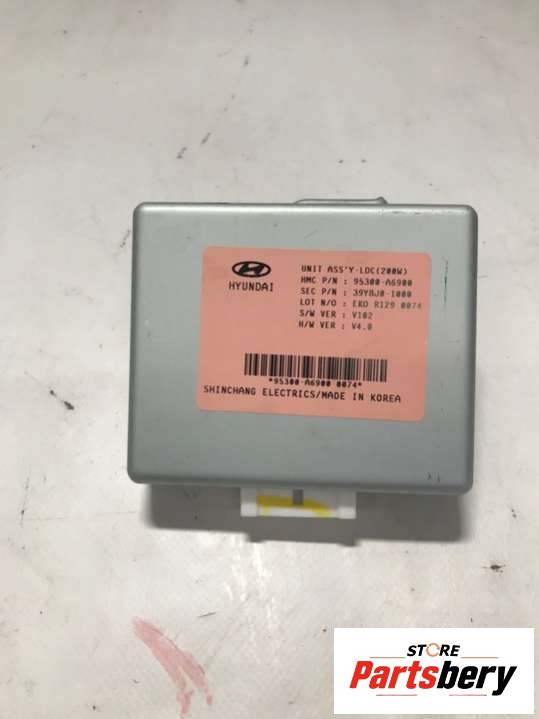 HYUNDAI
UNIT ASS'Y-LDC(200W)
HMC P/N : 95300-A6900
SEC P/N : 39Y8J0-1000
LOT N/O : EKO R129 0074
S/W VER : V102
H/W VER : V4.0
*95300-A6900 0074*
SHINCHANG ELECTRICS/MADE IN KOREA
STORE
Partsbery